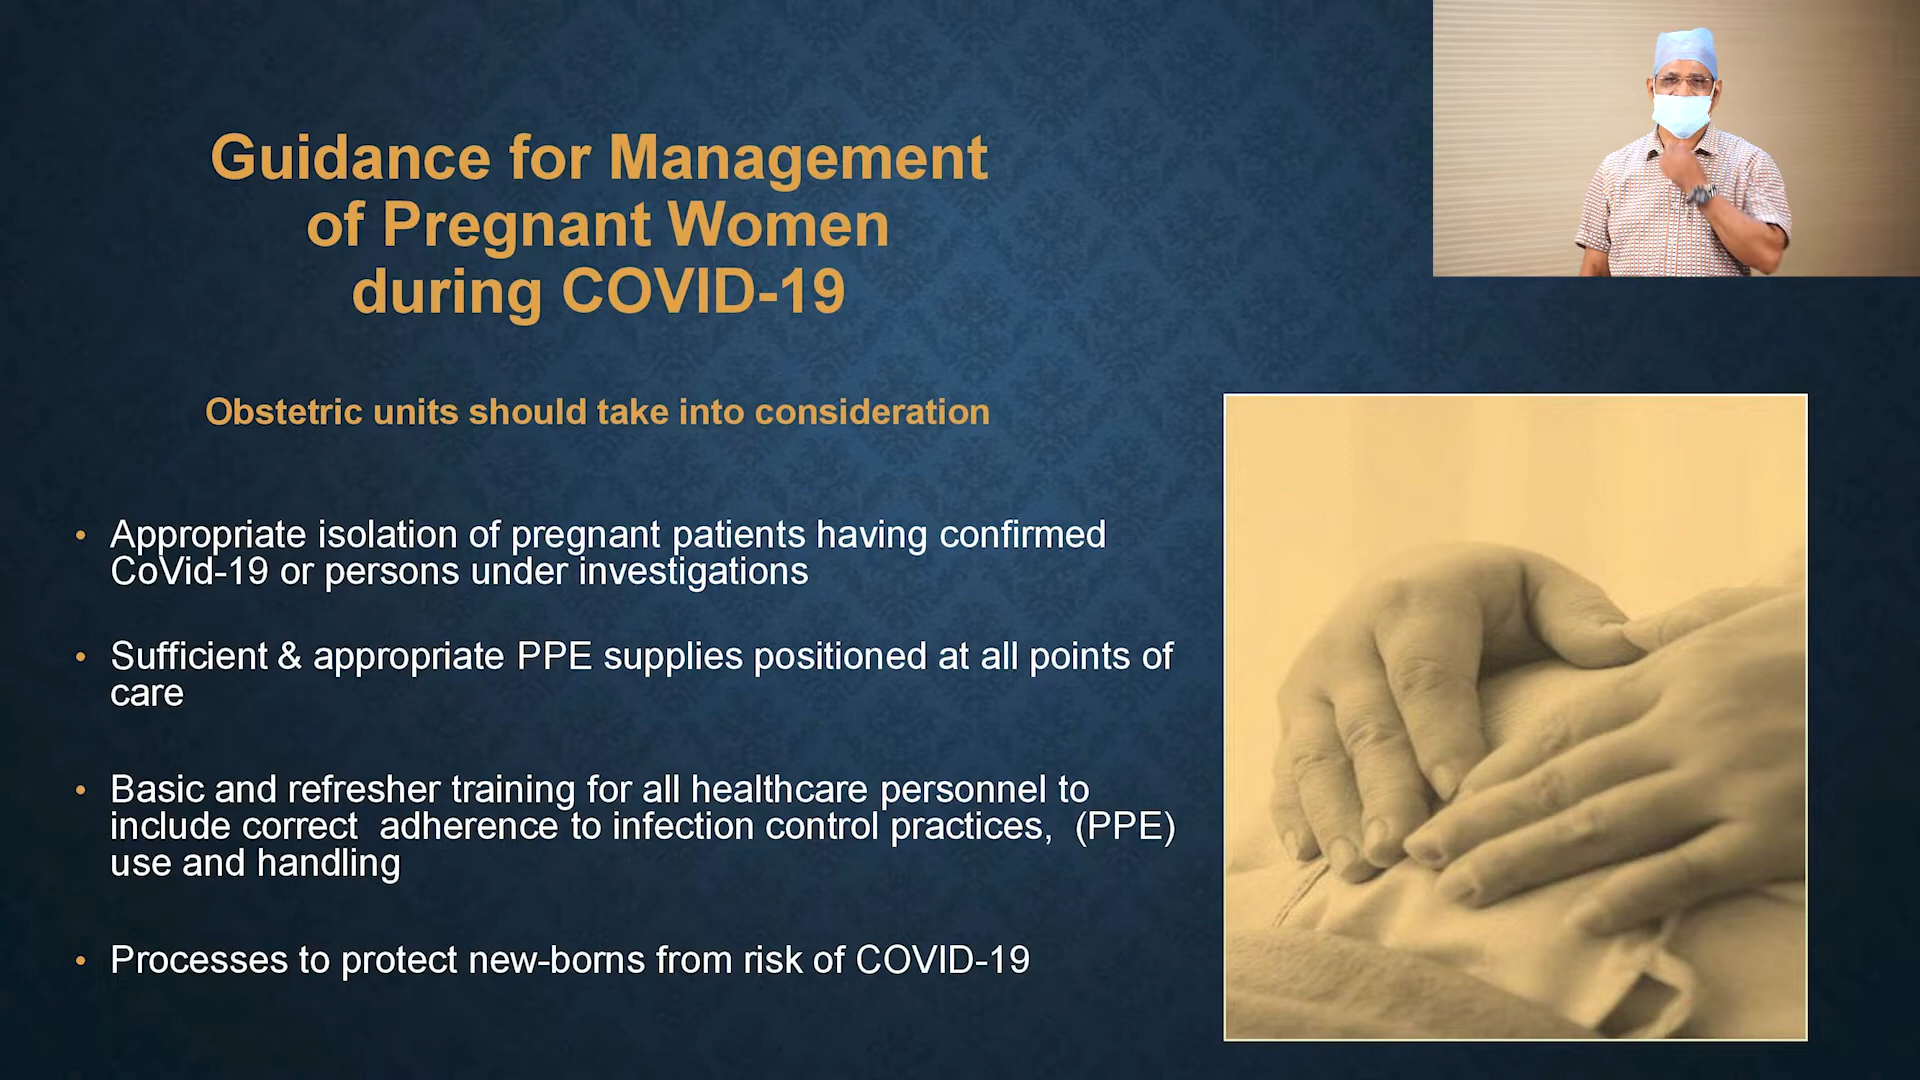 Guidance for Management
of Pregnant Women
during COVID-19
Obstetric units should take into consideration
• Appropriate isolation of pregnant patients having confirmed
CoVid-19 or persons under investigations
• Sufficient & appropriate PPE supplies positioned at all points of
care
• Basic and refresher training for all healthcare personnel to
include correct  adherence to infection control practices,  (PPE)
use and handling
• Processes to protect new-borns from risk of COVID-19